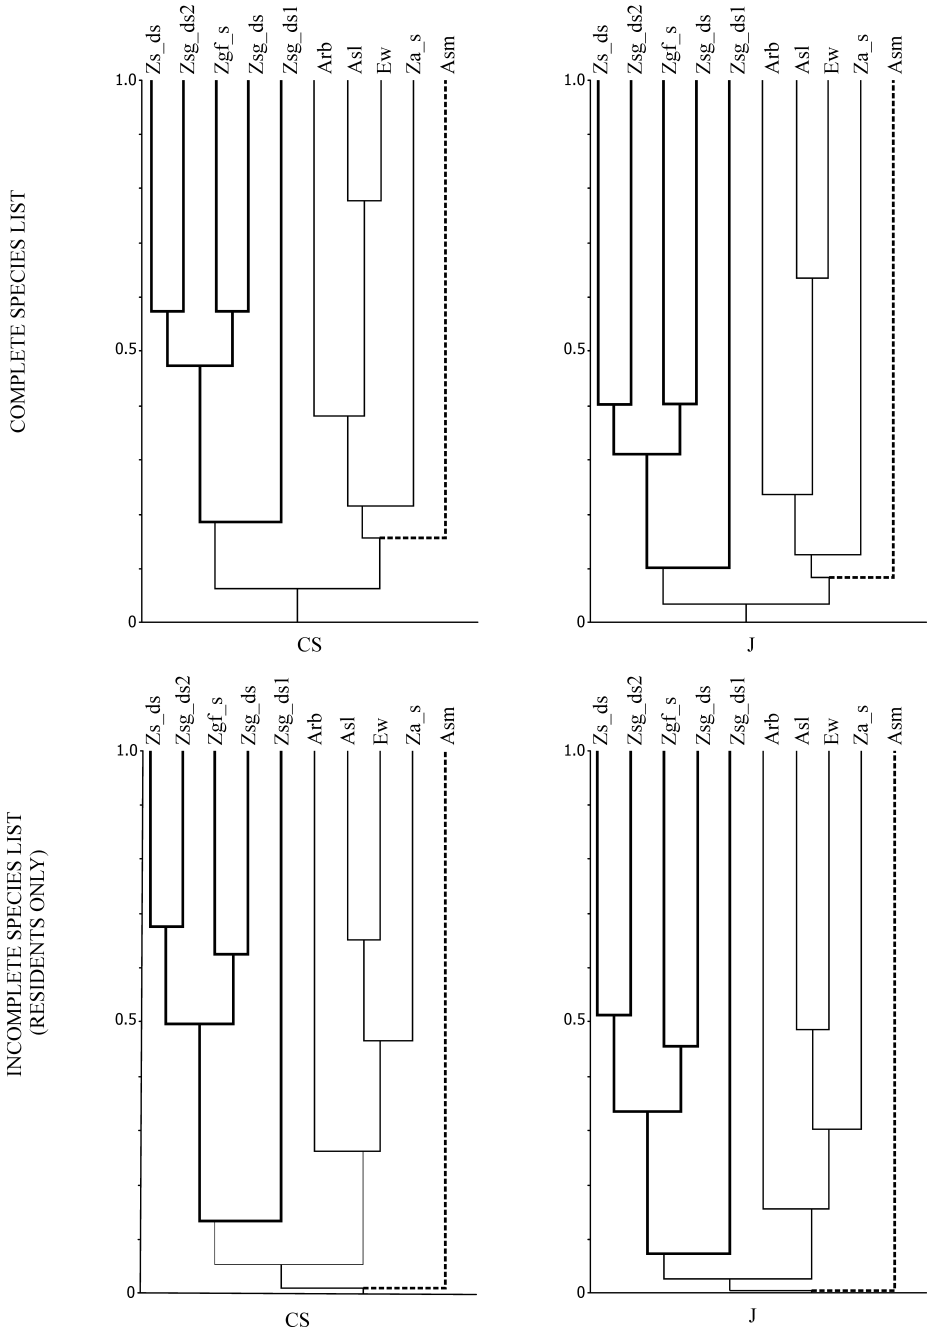 Zs_ds
Zsg_ds2
Zgf_s
Zsg_ds
Zsg_ds1
Arb
Asl
Ew
Za_s
Asm
Zs_ds
Zsg_ds2
Zgf_s
Zsg_ds
Zsg_ds1
Arb
Asl
Ew
Za_s
Asm
COMPLETE SPECIES LIST
1.0
0.5
0
CS
1.0
0.5
0
J
Zs_ds
Zsg_ds2
Zgf_s
Zsg_ds
Zsg_ds1
Arb
Asl
Ew
Za_s
Asm
Zs_ds
Zsg_ds2
Zgf_s
Zsg_ds
Zsg_ds1
Arb
Asl
Ew
Za_s
Asm
INCOMPLETE SPECIES LIST
(RESIDENTS ONLY)
1.0
0.5
0
CS
1.0
0.5
0
J